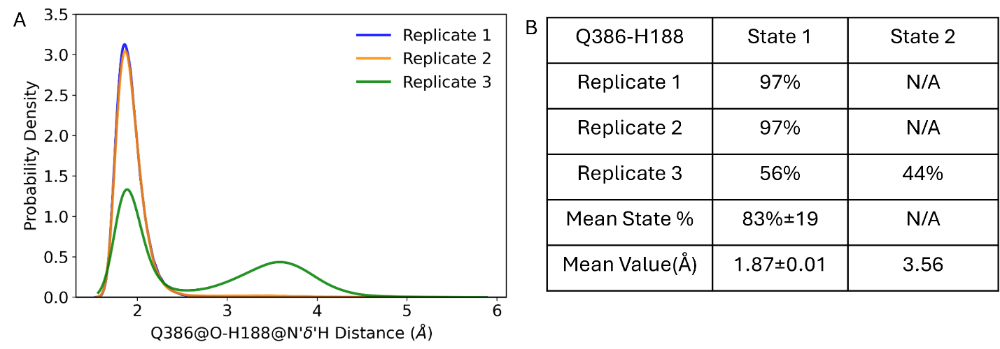 A
3.5
3.0
2.5
2.0
1.5
1.0
0.5
0.0
Probability Density
Replicate 1
Replicate 2
Replicate 3
2 3 4 5 6
Q386@O-H188@N'δ'H Distance (Å)
B
Q386-H188 State 1 State 2
Replicate 1 97% N/A
Replicate 2 97% N/A
Replicate 3 56% 44%
Mean State % 83%±19 N/A
Mean Value(Å) 1.87±0.01 3.56